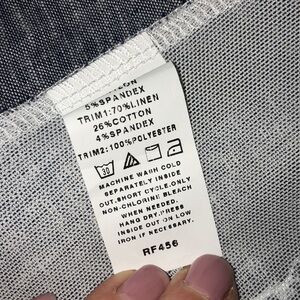 5%SPANDEX
TRIM1:70%LINEN
26%COTTON
4%SPANDEX
TRIM2:100%POLYESTER
30
MACHINE WASH COLD
SEPARATELY INSIDE
OUT.SHORT CYCLE.ONLY
NON-CHLORINE BLEACH
WHEN NEEDED.
HANG DRY.PRESS
INSIDE OUT ON LOW
IRON IF NECESSARY.
RF456